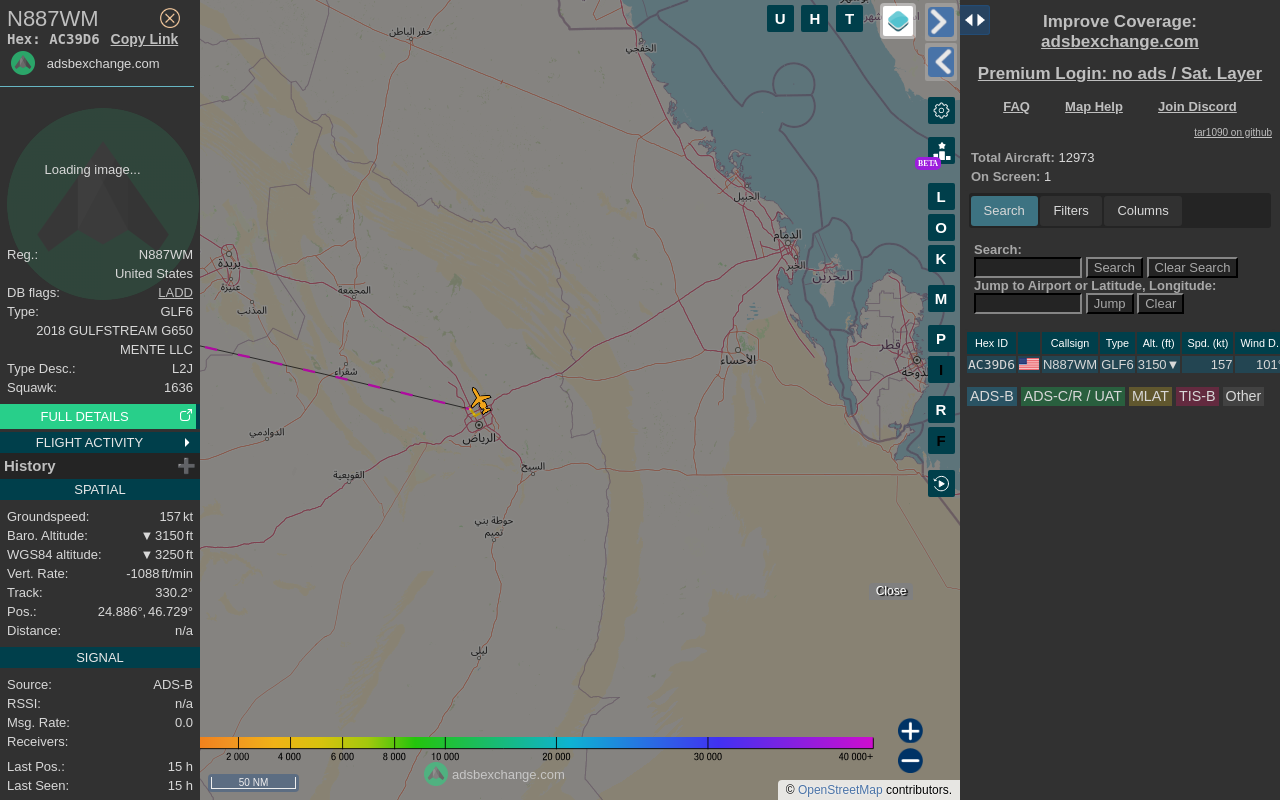 N887WM
Hex: AC39D6 Copy Link
adsbexchange.com
Loading image...
Reg.: N887WM
United States
DB flags: LADD
Type: GLF6
2018 GULFSTREAM G650
MENTE LLC
Type Desc.: L2J
Squawk: 1636
FULL DETAILS
FLIGHT ACTIVITY
History
SPATIAL
Groundspeed: 157 kt
Baro. Altitude: ▼ 3150 ft
WGS84 altitude: ▼ 3250 ft
Vert. Rate: -1088 ft/min
Track: 330.2°
Pos.: 24.886°, 46.729°
Distance: n/a
SIGNAL
Source: ADS-B
RSSI: n/a
Msg. Rate: 0.0
Receivers:
Last Pos.: 15 h
Last Seen: 15 h
U H T
BETA
L
O
K
M
P
I
R
F
حفر الباطن
الخفجي
الجبيل
الدمام
الخبر
البحرين
بريدة
عنيزة
المذنب
المجمعة
شقراء
الأحساء
قطر
الدوحة
الرياض
الدوادمي
السيح
القويعية
حوطة بني
تميم
ليلى
Close
2 000 4 000 6 000 8 000 10 000 20 000 30 000 40 000+
50 NM
adsbexchange.com
© OpenStreetMap contributors.
Improve Coverage:
adsbexchange.com
Premium Login: no ads / Sat. Layer
FAQ Map Help Join Discord
tar1090 on github
Total Aircraft: 12973
On Screen: 1
Search Filters Columns
Search:
Search Clear Search
Jump to Airport or Latitude, Longitude:
Jump Clear
Hex ID Callsign Type Alt. (ft) Spd. (kt) Wind D.
AC39D6 N887WM GLF6 3150▼ 157 101°
ADS-B ADS-C/R / UAT MLAT TIS-B Other